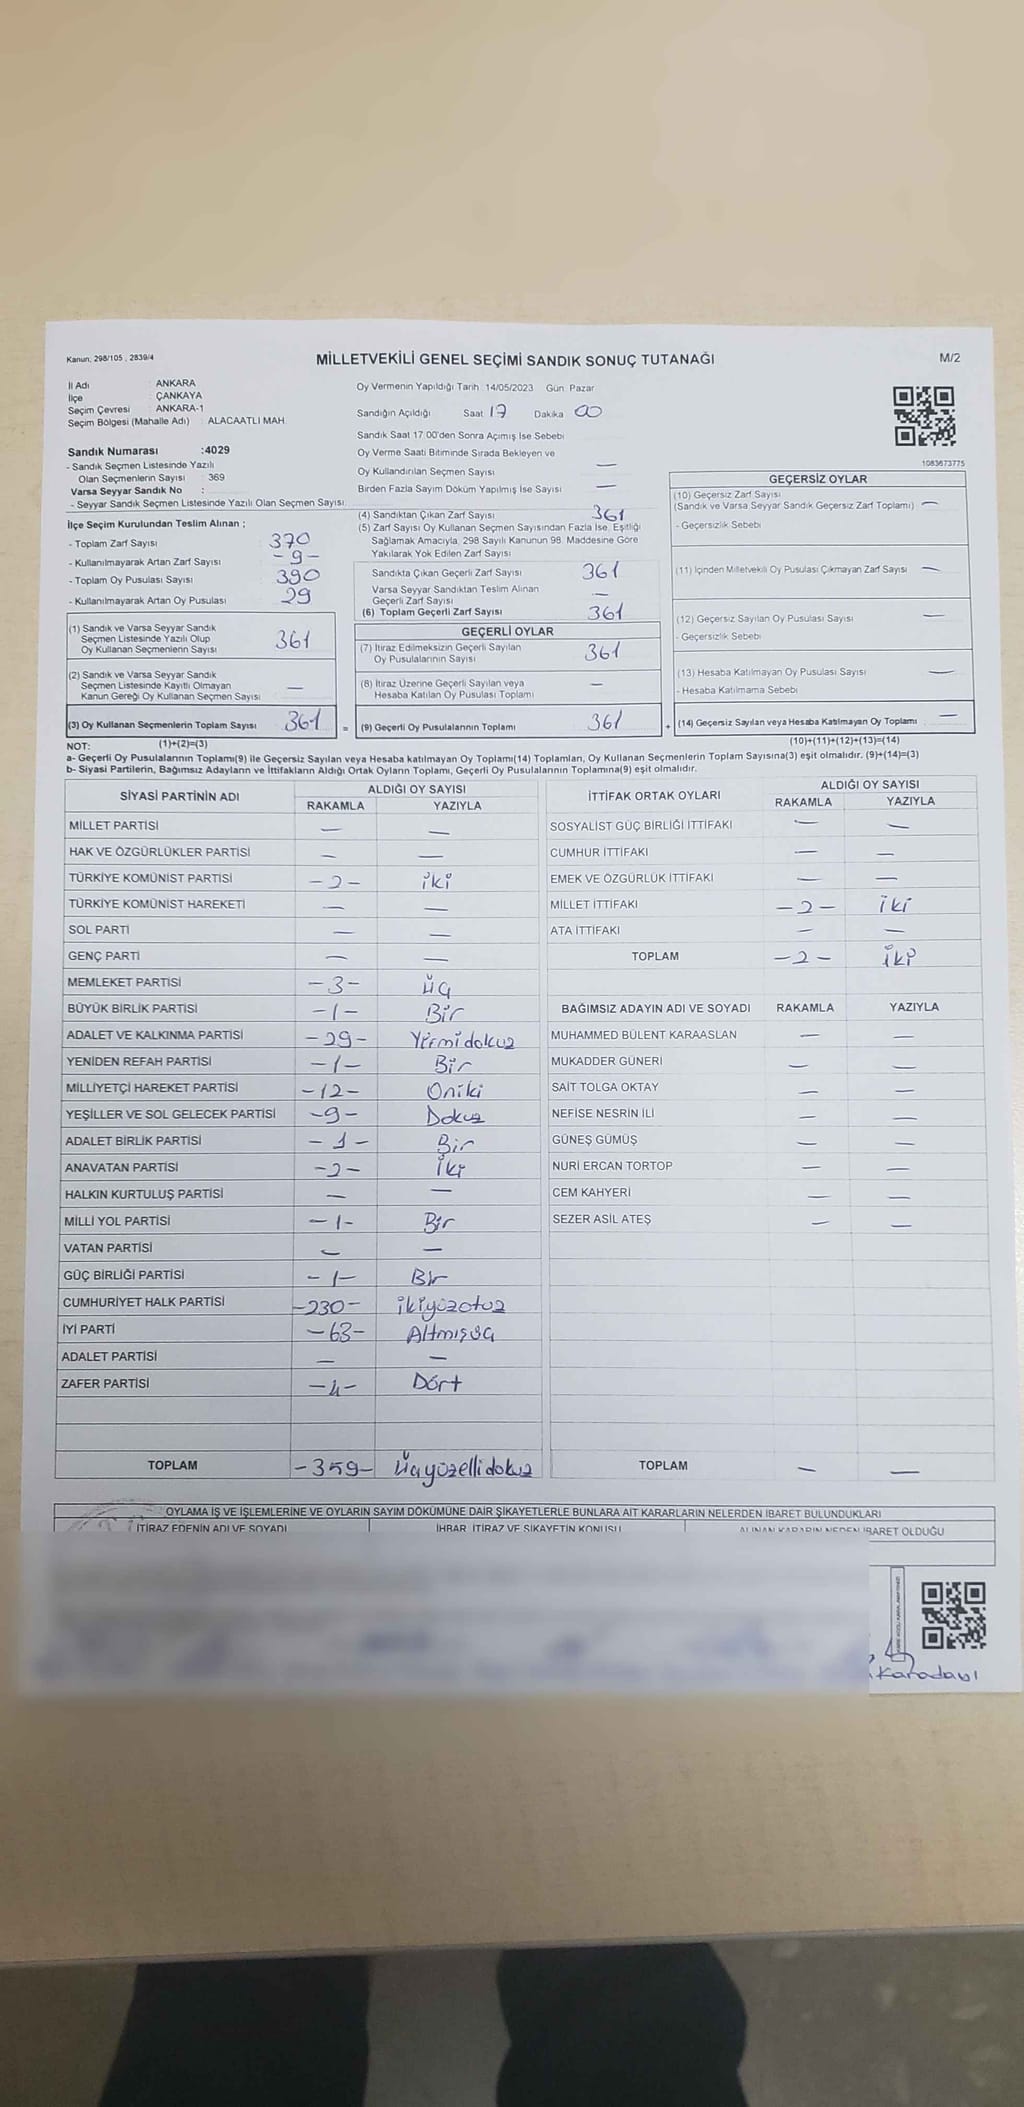 Kanun: 298/105 , 2839/4
MİLLETVEKİLİ GENEL SEÇİMİ SANDIK SONUÇ TUTANAĞI
M/2
İl Adı : ANKARA
İlçe : ÇANKAYA
Seçim Çevresi : ANKARA-1
Seçim Bölgesi (Mahalle Adı) : ALACAATLI MAH.
Oy Vermenin Yapıldığı Tarih: 14/05/2023 Gün: Pazar
Sandığın Açıldığı Saat 17 Dakika 00
Sandık Saat 17:00'den Sonra Açımış İse Sebebi
Oy Verme Saati Bitiminde Sırada Bekleyen ve
Oy Kullandırılan Seçmen Sayısı —
Birden Fazla Sayım Döküm Yapılmış İse Sayısı —
1083673775
Sandık Numarası :4029
- Sandık Seçmen Listesinde Yazılı
Olan Seçmenlerin Sayısı : 369
Varsa Seyyar Sandık No :
- Seyyar Sandık Seçmen Listesinde Yazılı Olan Seçmen Sayısı:
İlçe Seçim Kurulundan Teslim Alınan ;
- Toplam Zarf Sayısı : 370
- Kullanılmayarak Artan Zarf Sayısı : -9-
- Toplam Oy Pusulası Sayısı : 390
- Kullanılmayarak Artan Oy Pusulası : 29
(1) Sandık ve Varsa Seyyar Sandık
Seçmen Listesinde Yazılı Olup
Oy Kullanan Seçmenlerin Sayısı 361
(2) Sandık ve Varsa Seyyar Sandık
Seçmen Listesinde Kayıtlı Olmayan
Kanun Gereği Oy Kullanan Seçmen Sayısı —
(3) Oy Kullanan Seçmenlerin Toplam Sayısı 361 =
(4) Sandıktan Çıkan Zarf Sayısı 361
(5) Zarf Sayısı Oy Kullanan Seçmen Sayısından Fazla İse, Eşitliği
Sağlamak Amacıyla, 298 Sayılı Kanunun 98. Maddesine Göre
Yakılarak Yok Edilen Zarf Sayısı
Sandıkta Çıkan Geçerli Zarf Sayısı 361
Varsa Seyyar Sandıktan Teslim Alınan
Geçerli Zarf Sayısı —
(6) Toplam Geçerli Zarf Sayısı 361
GEÇERLİ OYLAR
(7) İtiraz Edilmeksizin Geçerli Sayılan
Oy Pusulalarının Sayısı 361
(8) İtiraz Üzerine Geçerli Sayılan veya
Hesaba Katılan Oy Pusulası Toplamı —
(9) Geçerli Oy Pusulalarının Toplamı 361 +
GEÇERSİZ OYLAR
(10) Geçersiz Zarf Sayısı
(Sandık ve Varsa Seyyar Sandık Geçersiz Zarf Toplamı) —
- Geçersizlik Sebebi
(11) İçinden Milletvekili Oy Pusulası Çıkmayan Zarf Sayısı —
(12) Geçersiz Sayılan Oy Pusulası Sayısı —
- Geçersizlik Sebebi
(13) Hesaba Katılmayan Oy Pusulası Sayısı —
- Hesaba Katılmama Sebebi
(14) Geçersiz Sayılan veya Hesaba Katılmayan Oy Toplamı —
NOT: (1)+(2)=(3)
(10)+(11)+(12)+(13)=(14)
a- Geçerli Oy Pusulalarının Toplamı(9) ile Geçersiz Sayılan veya Hesaba katılmayan Oy Toplamı(14) Toplamları, Oy Kullanan Seçmenlerin Toplam Sayısına(3) eşit olmalıdır. (9)+(14)=(3)
b- Siyasi Partilerin, Bağımsız Adayların ve İttifakların Aldığı Ortak Oyların Toplamı, Geçerli Oy Pusulalarının Toplamına(9) eşit olmalıdır.
SİYASİ PARTİNİN ADI ALDIĞI OY SAYISI
RAKAMLA YAZIYLA
MİLLET PARTİSİ — —
HAK VE ÖZGÜRLÜKLER PARTİSİ — —
TÜRKİYE KOMÜNİST PARTİSİ -2- iki
TÜRKİYE KOMÜNİST HAREKETİ — —
SOL PARTİ — —
GENÇ PARTİ — —
MEMLEKET PARTİSİ -3- Üç
BÜYÜK BİRLİK PARTİSİ -1- Bir
ADALET VE KALKINMA PARTİSİ -29- Yirmidokuz
YENİDEN REFAH PARTİSİ -1- Bir
MİLLİYETÇİ HAREKET PARTİSİ -12- Oniki
YEŞİLLER VE SOL GELECEK PARTİSİ -9- Dokuz
ADALET BİRLİK PARTİSİ -1- Bir
ANAVATAN PARTİSİ -2- İki
HALKIN KURTULUŞ PARTİSİ — —
MİLLİ YOL PARTİSİ -1- Bir
VATAN PARTİSİ — —
GÜÇ BİRLİĞİ PARTİSİ -1- Bir
CUMHURİYET HALK PARTİSİ -230- ikiyüzotuz
İYİ PARTİ -63- Altmışüç
ADALET PARTİSİ — —
ZAFER PARTİSİ -4- Dört
TOPLAM -359- Üçyüzellidokuz
İTTİFAK ORTAK OYLARI ALDIĞI OY SAYISI
RAKAMLA YAZIYLA
SOSYALİST GÜÇ BİRLİĞİ İTTİFAKI — —
CUMHUR İTTİFAKI — —
EMEK VE ÖZGÜRLÜK İTTİFAKI — —
MİLLET İTTİFAKI -2- iki
ATA İTTİFAKI — —
TOPLAM -2- iki
BAĞIMSIZ ADAYIN ADI VE SOYADI RAKAMLA YAZIYLA
MUHAMMED BÜLENT KARAASLAN — —
MUKADDER GÜNERİ — —
SAİT TOLGA OKTAY — —
NEFİSE NESRİN İLİ — —
GÜNEŞ GÜMÜŞ — —
NURİ ERCAN TORTOP — —
CEM KAHYERİ — —
SEZER ASİL ATEŞ — —
TOPLAM — —
OYLAMA İŞ VE İŞLEMLERİNE VE OYLARIN SAYIM DÖKÜMÜNE DAİR ŞİKAYETLERLE BUNLARA AİT KARARLARIN NELERDEN İBARET BULUNDUKLARI
İTİRAZ EDENİN ADI VE SOYADI İHBAR, İTİRAZ VE ŞİKAYETİN KONUSU ALINAN KARARIN NEDEN İBARET OLDUĞU